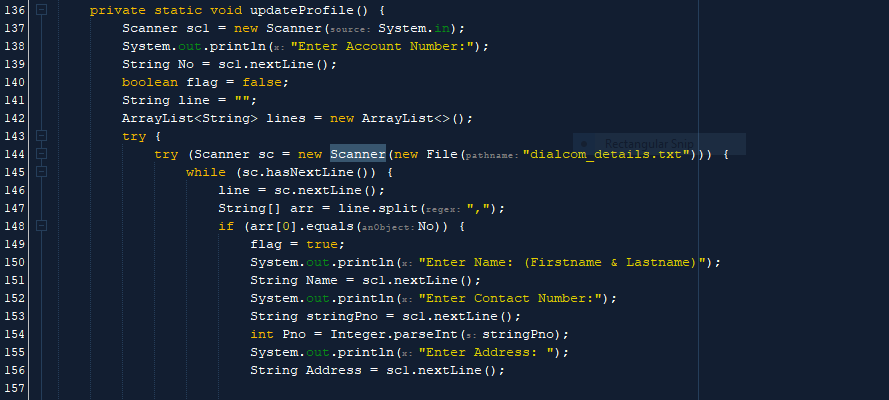 136 private static void updateProfile() {
137 Scanner sc1 = new Scanner(source: System.in);
138 System.out.println(x: "Enter Account Number:");
139 String No = sc1.nextLine();
140 boolean flag = false;
141 String line = "";
142 ArrayList<String> lines = new ArrayList<>();
143 try {
144 try (Scanner sc = new Scanner(new File(pathname: "dialcom_details.txt"))) {
145 while (sc.hasNextLine()) {
146 line = sc.nextLine();
147 String[] arr = line.split(regex: ",");
148 if (arr[0].equals(anObject: No)) {
149 flag = true;
150 System.out.println(x: "Enter Name: (Firstname & Lastname)");
151 String Name = sc1.nextLine();
152 System.out.println(x: "Enter Contact Number:");
153 String stringPno = sc1.nextLine();
154 int Pno = Integer.parseInt(s: stringPno);
155 System.out.println(x: "Enter Address: ");
156 String Address = sc1.nextLine();
157
Rectangular Snip